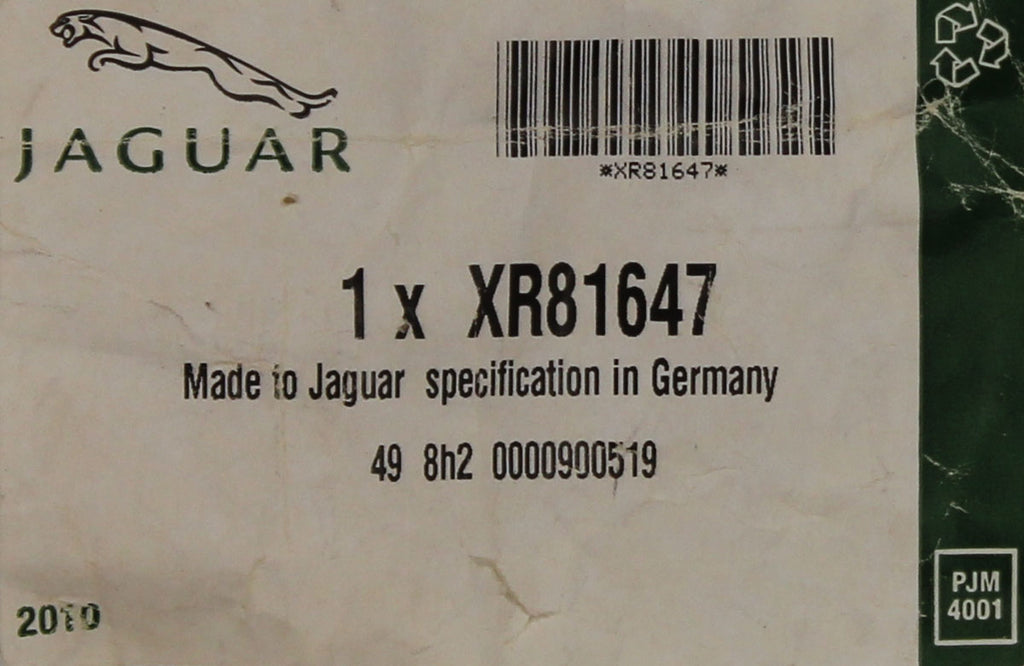 JAGUAR
*XR81647*
1 x XR81647
Made to Jaguar specification in Germany
49 8h2 0000900519
2010
PJM
4001